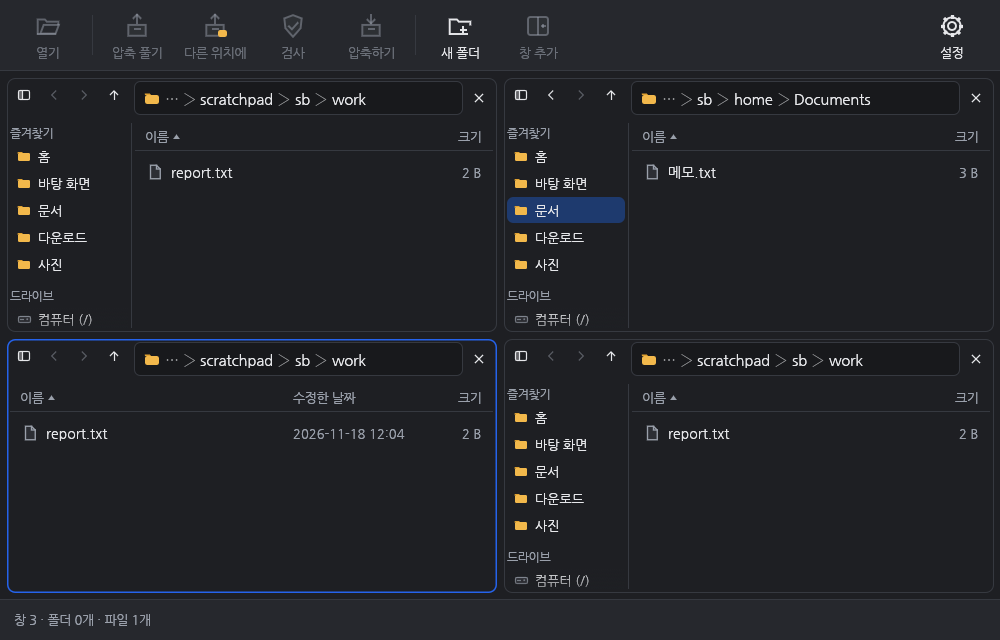 열기 압축 풀기 다른 위치에 검사 압축하기 새 폴더 창 추가 설정
··· > scratchpad > sb > work
즐겨찾기
이름 크기
홈
report.txt 2 B
바탕 화면
문서
다운로드
사진
드라이브
컴퓨터 (/)
··· > sb > home > Documents
즐겨찾기
이름 크기
홈
메모.txt 3 B
바탕 화면
문서
다운로드
사진
드라이브
컴퓨터 (/)
··· > scratchpad > sb > work
이름 수정한 날짜 크기
report.txt 2026-11-18 12:04 2 B
··· > scratchpad > sb > work
즐겨찾기
이름 크기
홈
report.txt 2 B
바탕 화면
문서
다운로드
사진
드라이브
컴퓨터 (/)
창 3 · 폴더 0개 · 파일 1개